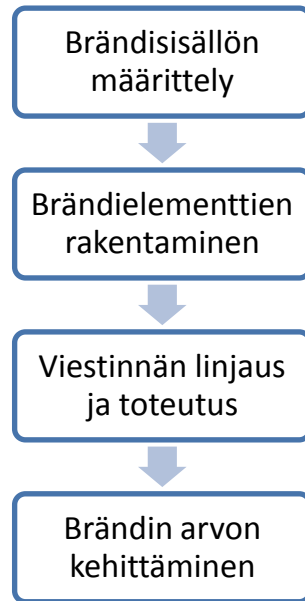 Brändisisällön
määrittely
Brändielementtien
rakentaminen
Viestinnän linjaus
ja toteutus
Brändin arvon
kehittäminen